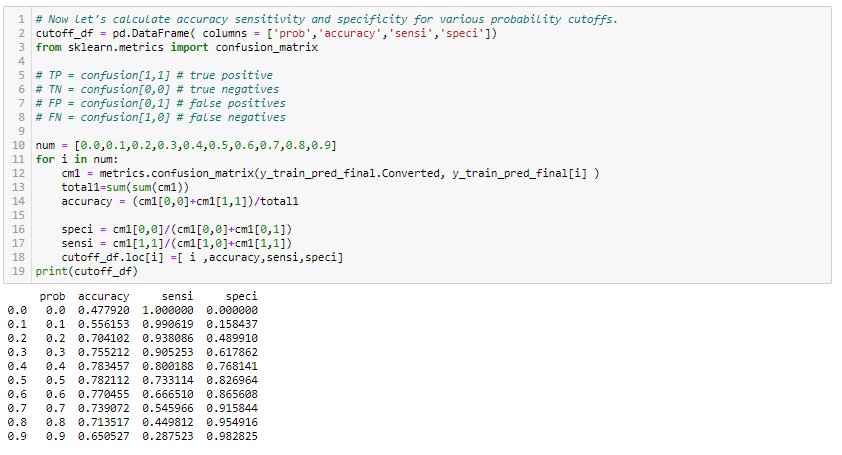 1 # Now let's calculate accuracy sensitivity and specificity for various probability cutoffs.
2 cutoff_df = pd.DataFrame( columns = ['prob','accuracy','sensi','speci'])
3 from sklearn.metrics import confusion_matrix
4
5 # TP = confusion[1,1] # true positive
6 # TN = confusion[0,0] # true negatives
7 # FP = confusion[0,1] # false positives
8 # FN = confusion[1,0] # false negatives
9
10 num = [0.0,0.1,0.2,0.3,0.4,0.5,0.6,0.7,0.8,0.9]
11 for i in num:
12     cm1 = metrics.confusion_matrix(y_train_pred_final.Converted, y_train_pred_final[i] )
13     total1=sum(sum(cm1))
14     accuracy = (cm1[0,0]+cm1[1,1])/total1
15
16     speci = cm1[0,0]/(cm1[0,0]+cm1[0,1])
17     sensi = cm1[1,1]/(cm1[1,0]+cm1[1,1])
18     cutoff_df.loc[i] =[ i ,accuracy,sensi,speci]
19 print(cutoff_df)
     prob  accuracy     sensi     speci
0.0   0.0  0.477920  1.000000  0.000000
0.1   0.1  0.556153  0.990619  0.158437
0.2   0.2  0.704102  0.938086  0.489910
0.3   0.3  0.755212  0.905253  0.617862
0.4   0.4  0.783457  0.800188  0.768141
0.5   0.5  0.782112  0.733114  0.826964
0.6   0.6  0.770455  0.666510  0.865608
0.7   0.7  0.739072  0.545966  0.915844
0.8   0.8  0.713517  0.449812  0.954916
0.9   0.9  0.650527  0.287523  0.982825